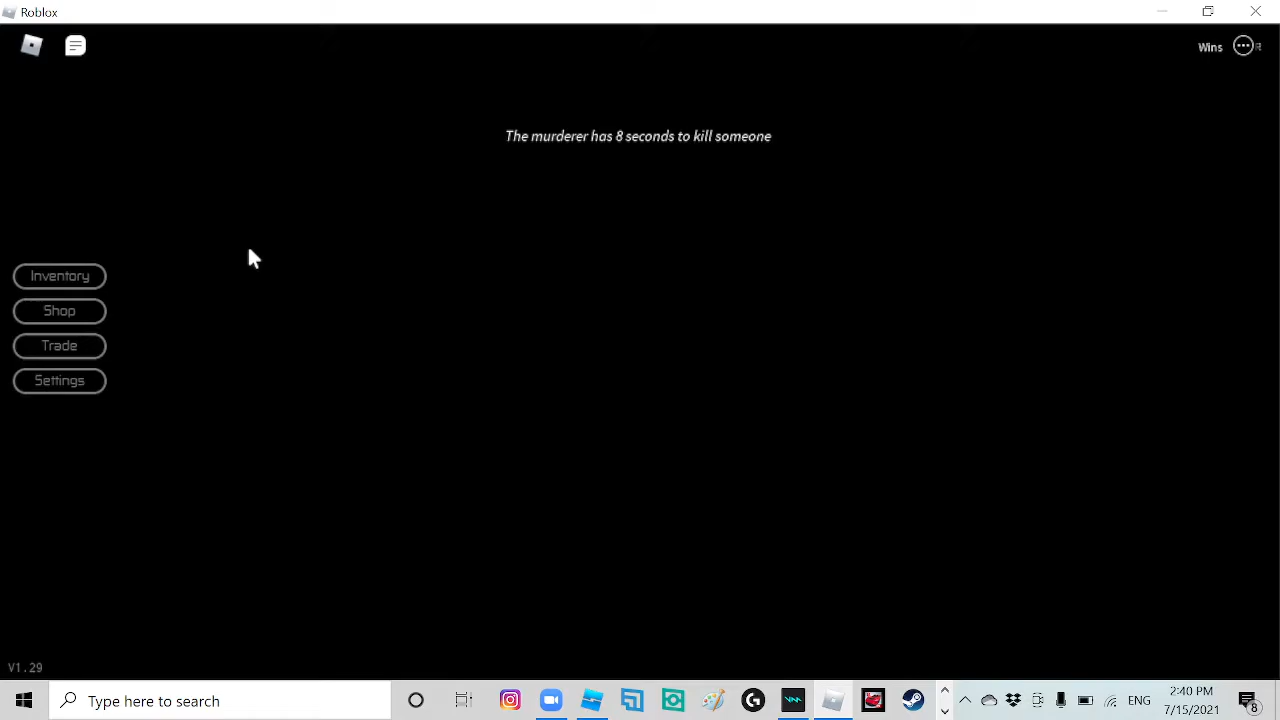 Roblox
Wins
The murderer has 8 seconds to kill someone
Inventory
Shop
Trade
Settings
V1.29
Type here to search
ENG
2:40 PM
7/15/2021
8